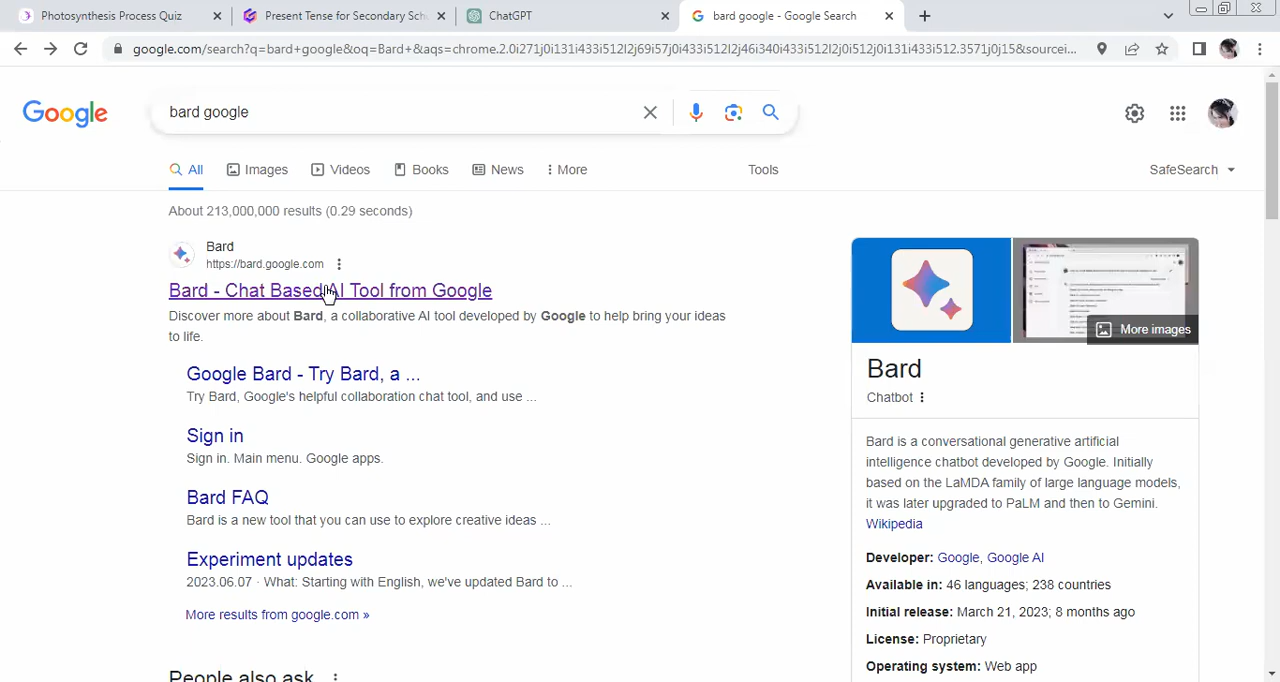 Photosynthesis Process Quiz
Present Tense for Secondary Sch
ChatGPT
bard google - Google Search
google.com/search?q=bard+google&oq=Bard+&aqs=chrome.2.0i271j0i131i433i512l2j69i57j0i433i512l2j46i340i433i512l2j0i512j0i131i433i512.3571j0j15&sourcei...
Google
bard google
All
Images
Videos
Books
News
More
Tools
SafeSearch
About 213,000,000 results (0.29 seconds)
Bard
https://bard.google.com
Bard - Chat Based AI Tool from Google
Discover more about Bard, a collaborative AI tool developed by Google to help bring your ideas
to life.
Google Bard - Try Bard, a ...
Try Bard, Google's helpful collaboration chat tool, and use ...
Sign in
Sign in. Main menu. Google apps.
Bard FAQ
Bard is a new tool that you can use to explore creative ideas ...
Experiment updates
2023.06.07 · What: Starting with English, we've updated Bard to ...
More results from google.com »
People also ask
More images
Bard
Chatbot
Bard is a conversational generative artificial
intelligence chatbot developed by Google. Initially
based on the LaMDA family of large language models,
it was later upgraded to PaLM and then to Gemini.
Wikipedia
Developer: Google, Google AI
Available in: 46 languages; 238 countries
Initial release: March 21, 2023; 8 months ago
License: Proprietary
Operating system: Web app